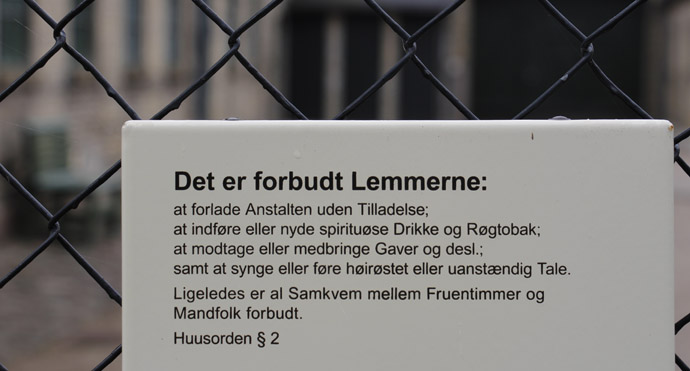 Det er forbudt Lemmerne:
at forlade Anstalten uden Tilladelse;
at indføre eller nyde spirituøse Drikke og Røgtobak;
at modtage eller medbringe Gaver og desl.;
samt at synge eller føre høirøstet eller uanstændig Tale.
Ligeledes er al Samkvem mellem Fruentimmer og
Mandfolk forbudt.
Huusorden § 2